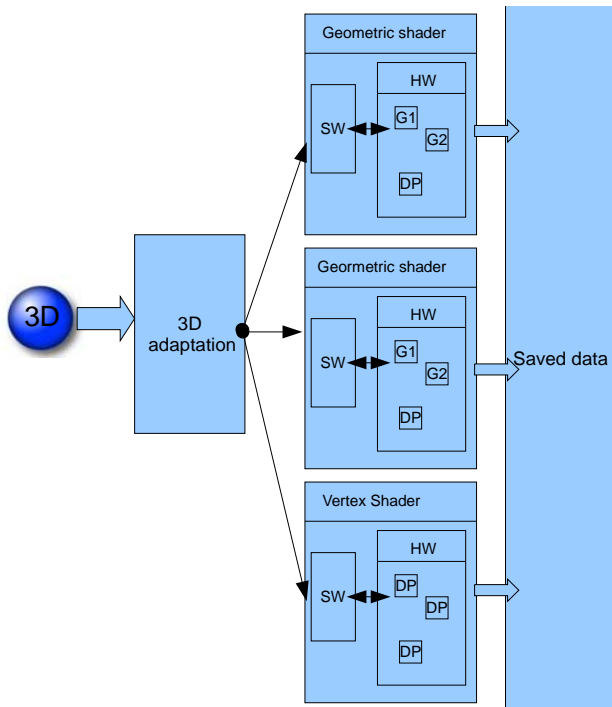 Geometric shader
HW
SW
G1
G2
DP
3D
3D
adaptation
Geormetric shader
HW
SW
G1
G2
DP
Saved data
Vertex Shader
HW
SW
DP
DP
DP